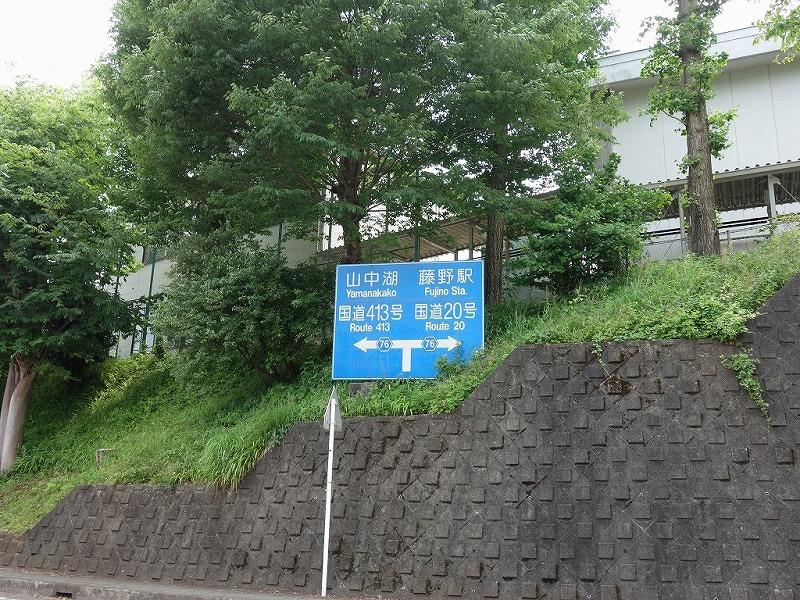 山中湖 藤野駅
Yamanakako Fujino Sta.
国道413号 国道20号
Route 413 Route 20
76 76